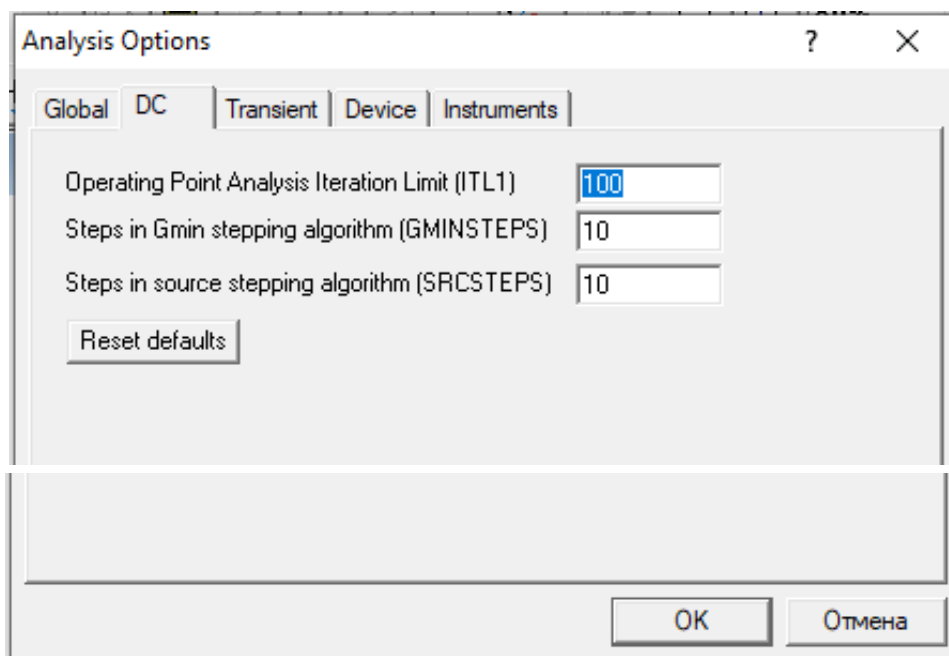 Analysis Options
Global DC Transient Device Instruments
Operating Point Analysis Iteration Limit (ITL1) 100
Steps in Gmin stepping algorithm (GMINSTEPS) 10
Steps in source stepping algorithm (SRCSTEPS) 10
Reset defaults
OK Отмена